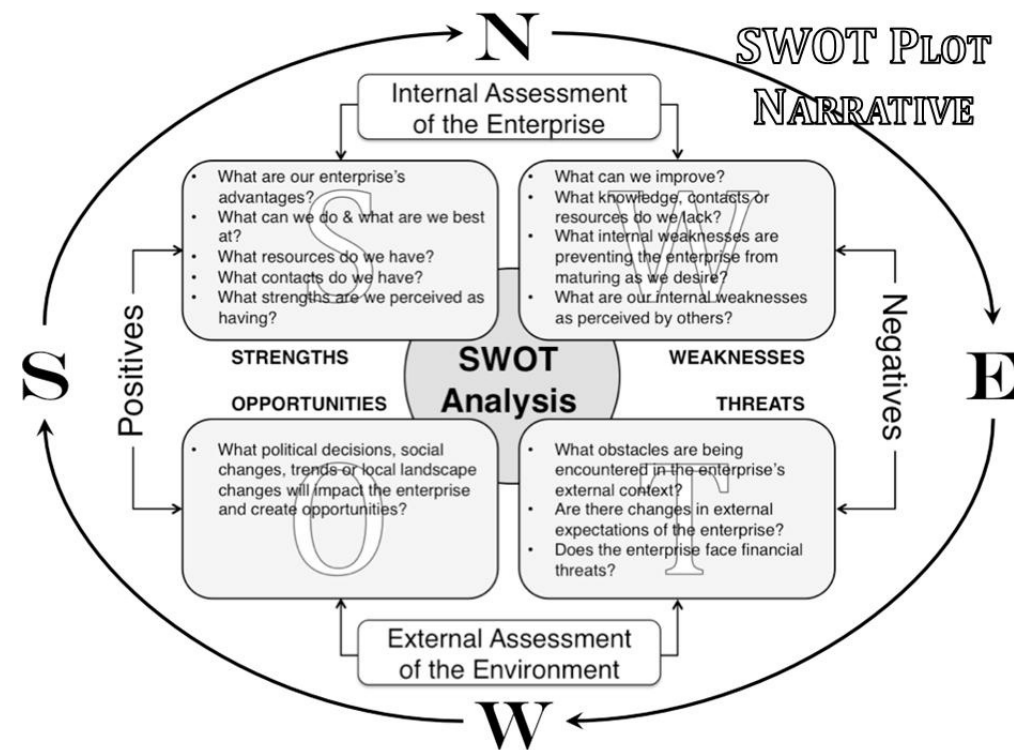 N
SWOT PLOT
NARRATIVE
Internal Assessment
of the Enterprise
• What are our enterprise's
advantages?
• What can we do & what are we best
at?
• What resources do we have?
• What contacts do we have?
• What strengths are we perceived as
having?
S
• What can we improve?
• What knowledge, contacts or
resources do we lack?
• What internal weaknesses are
preventing the enterprise from
maturing as we desire?
• What are our internal weaknesses
as perceived by others?
W
Positives
Negatives
S
E
STRENGTHS
WEAKNESSES
SWOT
Analysis
OPPORTUNITIES
THREATS
• What political decisions, social
changes, trends or local landscape
changes will impact the enterprise
and create opportunities?
O
• What obstacles are being
encountered in the enterprise's
external context?
• Are there changes in external
expectations of the enterprise?
• Does the enterprise face financial
threats?
T
External Assessment
of the Environment
W